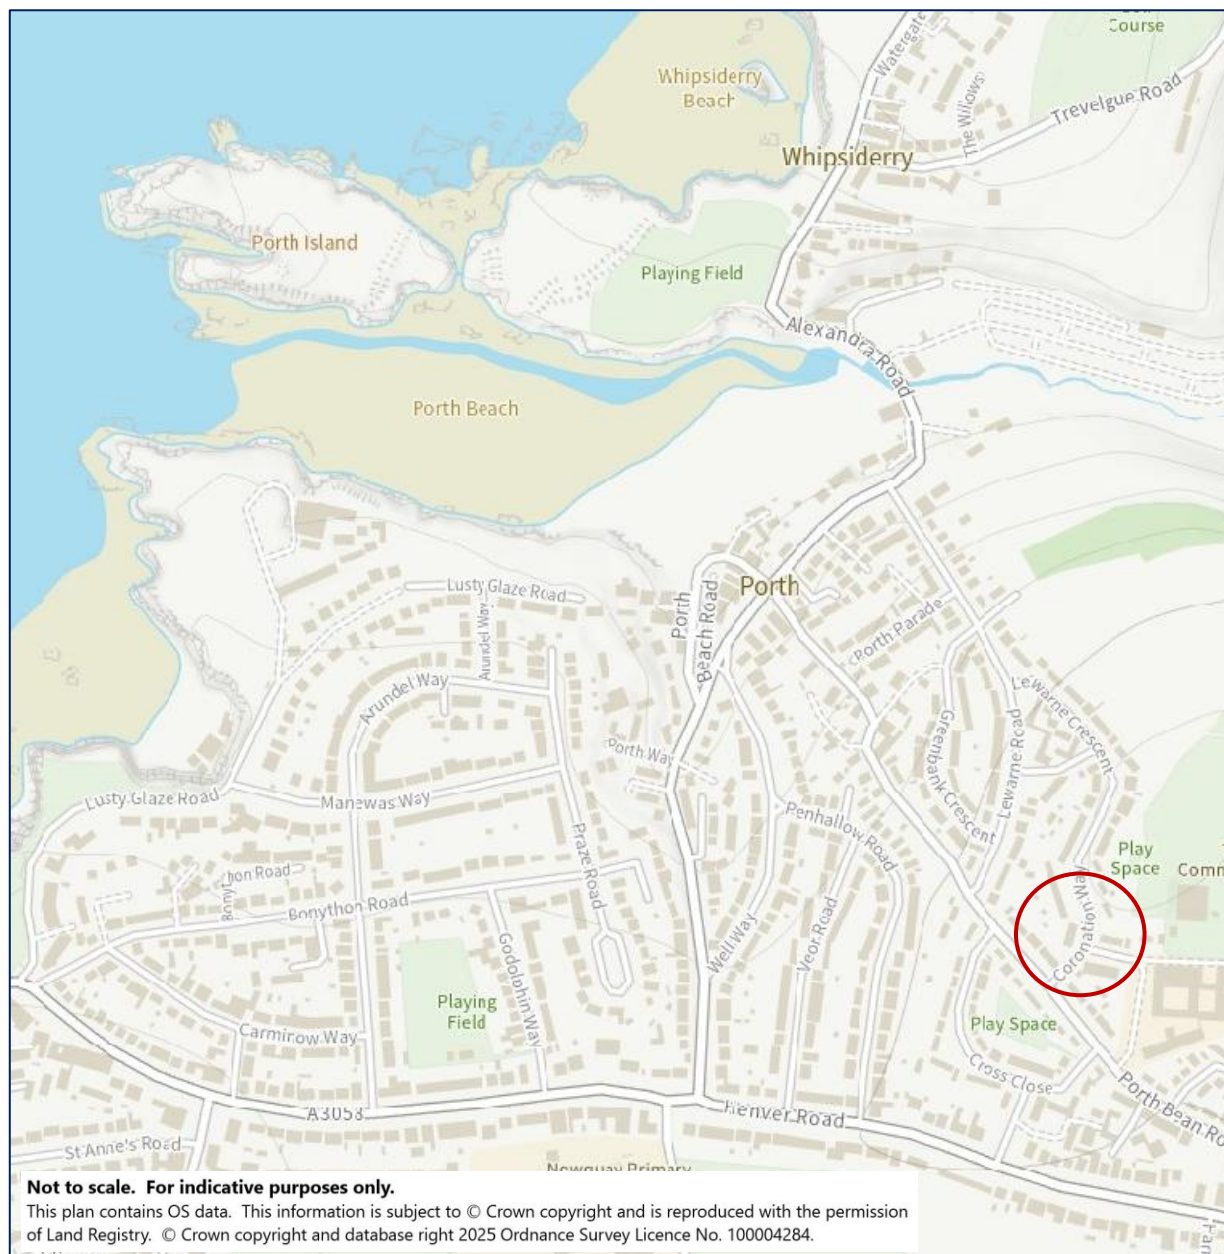 Course
Watergate
Whipsiderry
Beach
The Willows
Trevelgue Road
Whipsiderry
Porth Island
Playing Field
Alexandra Road
Porth Beach
Lusty Glaze Road
Porth
Beach Road
Porth
Arundel Way
Porth Parade
Arundel Way
Lewarne Crescent
Greenbank Crescent
Lewarne Road
Porth Way
Lusty Glaze Road
Manewas Way
Praze Road
Penhallow Road
Play
Space
Comm
Coronation Way
Bonython Road
Bonython Road
Godolphin Way
Well Way
Veor Road
Playing
Field
Play Space
Carminow Way
Cross Close
Porth Bean Ro
A3058
Henver Road
St Anne's Road
Newquay Primary
Not to scale. For indicative purposes only.
This plan contains OS data. This information is subject to © Crown copyright and is reproduced with the permission
of Land Registry. © Crown copyright and database right 2025 Ordnance Survey Licence No. 100004284.